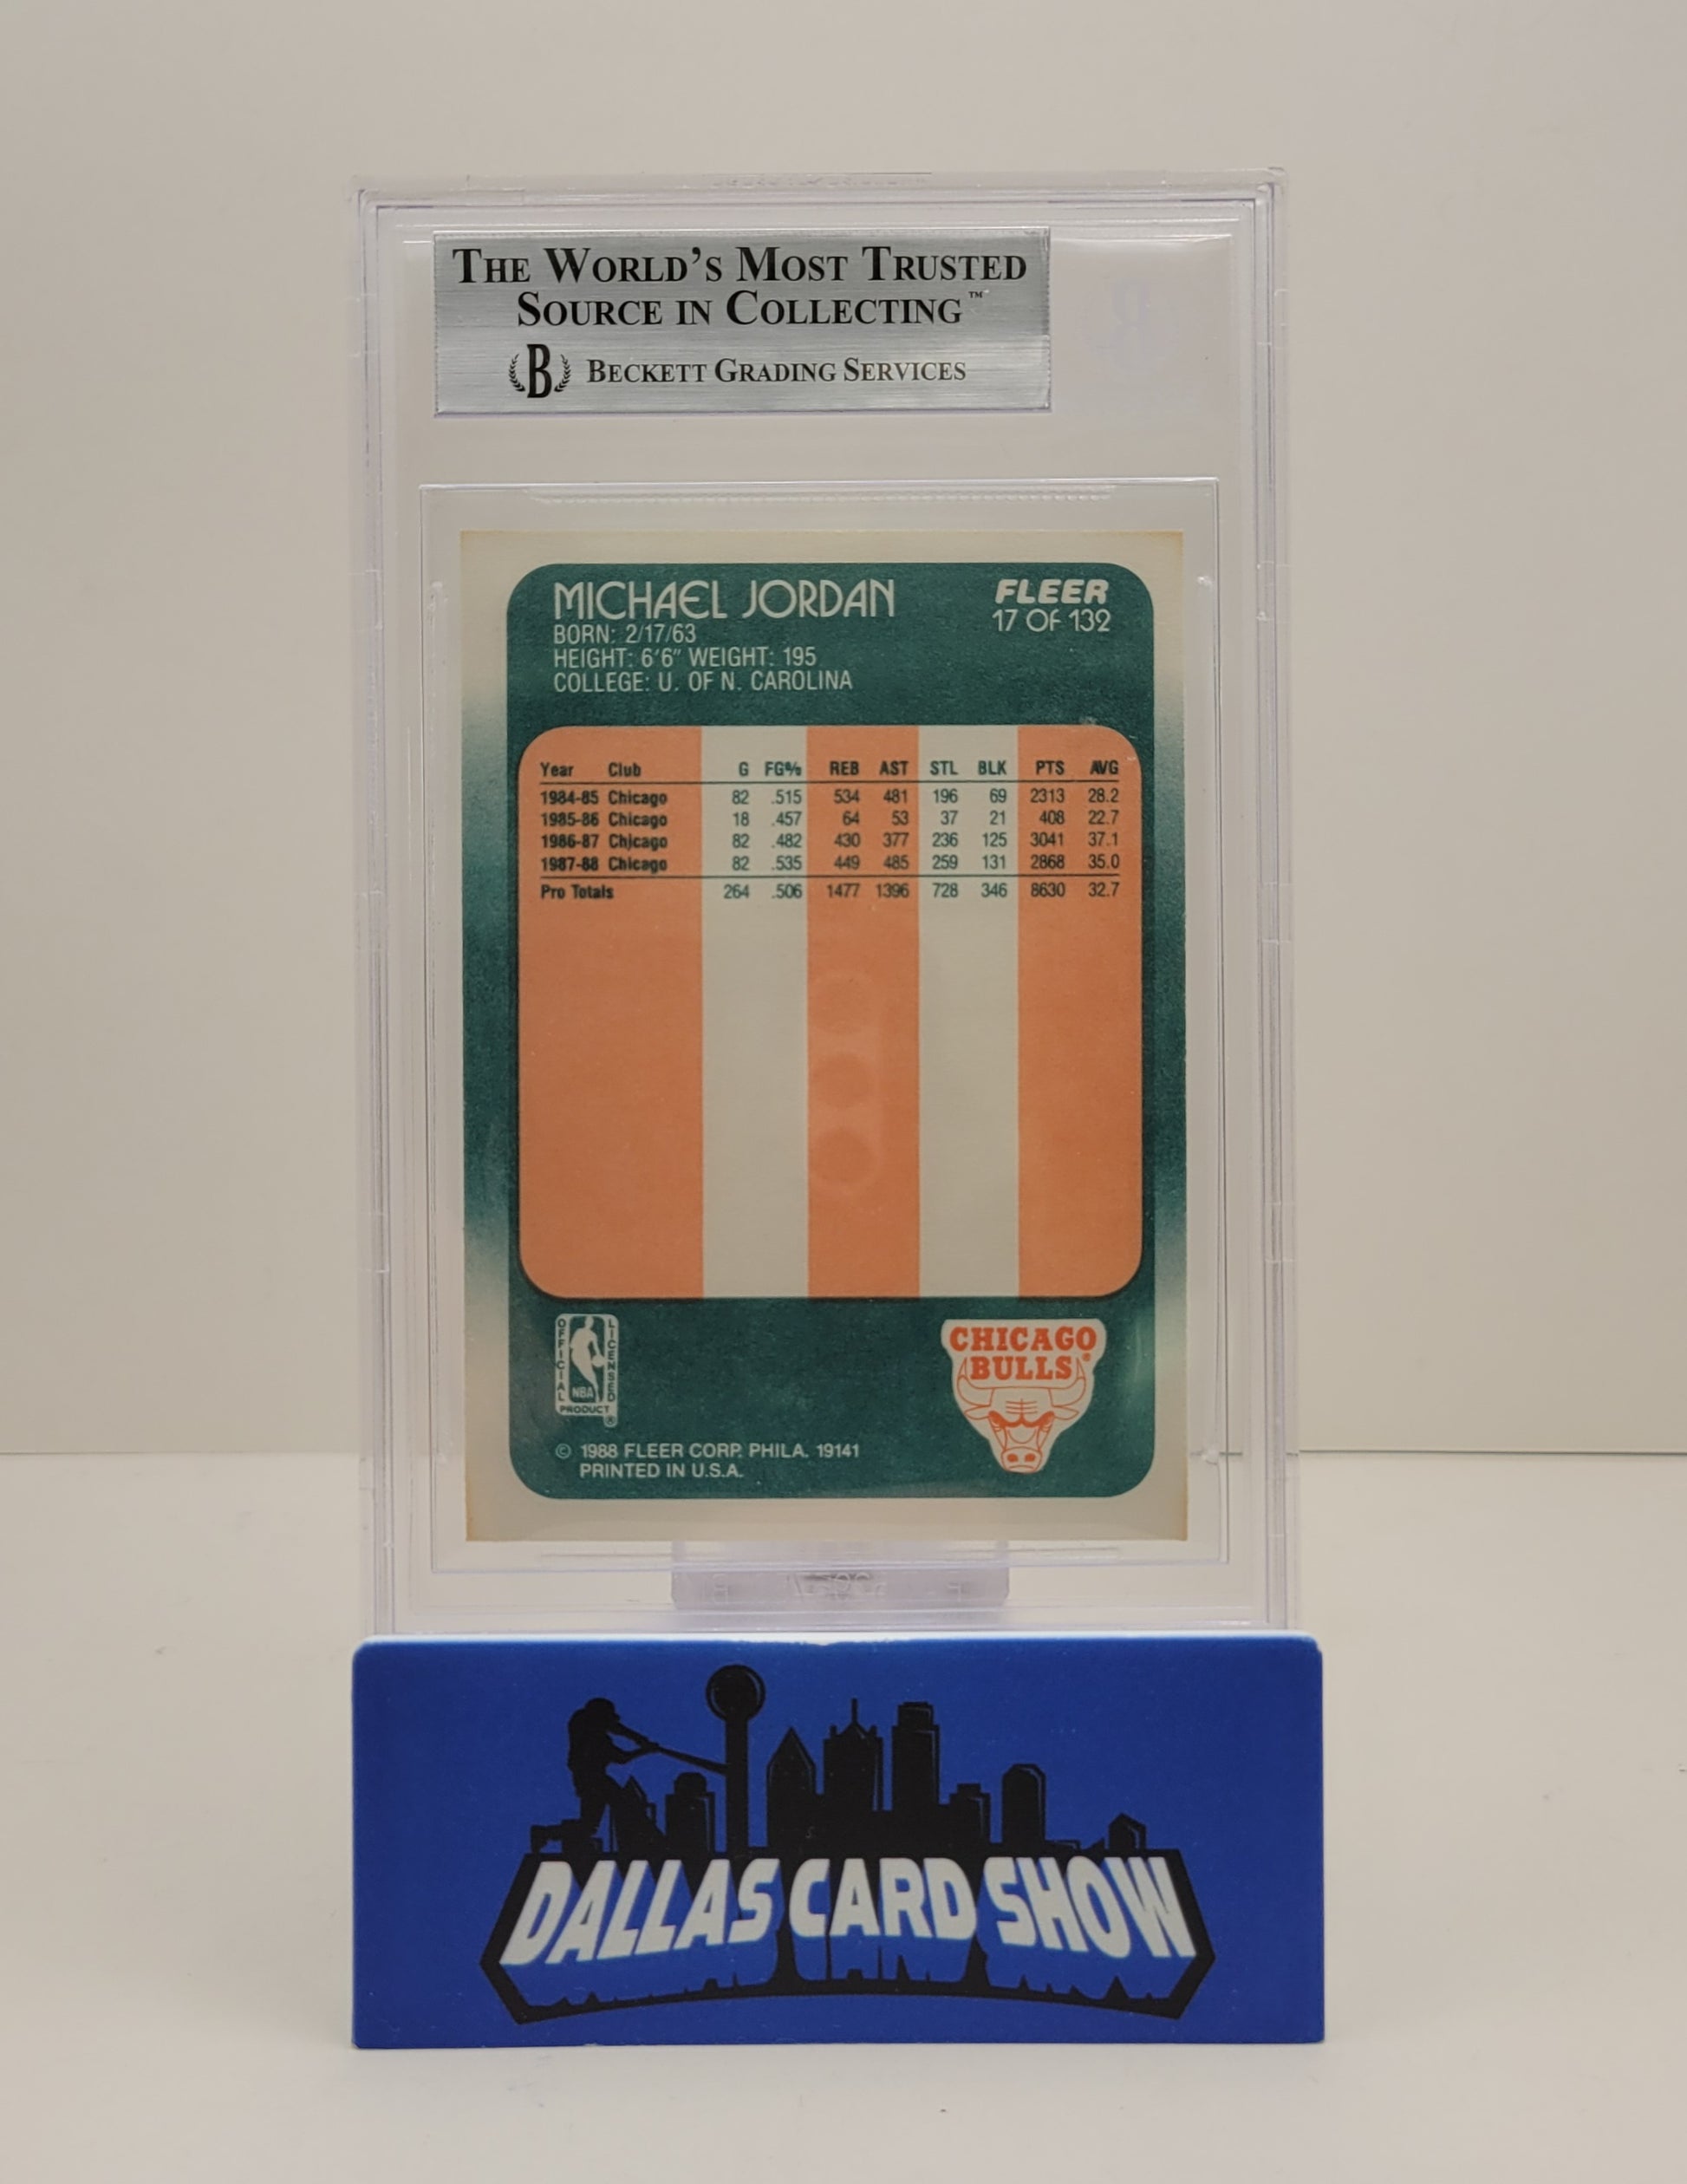 THE WORLD'S MOST TRUSTED
SOURCE IN COLLECTING™
B BECKETT GRADING SERVICES
MICHAEL JORDAN
FLEER
17 OF 132
BORN: 2/17/63
HEIGHT: 6'6" WEIGHT: 195
COLLEGE: U. OF N. CAROLINA
Year Club G FG% REB AST STL BLK PTS AVG
1984-85 Chicago 82 .515 534 481 196 69 2313 28.2
1985-86 Chicago 18 .457 64 53 37 21 408 22.7
1986-87 Chicago 82 .482 430 377 236 125 3041 37.1
1987-88 Chicago 82 .535 449 485 259 131 2868 35.0
Pro Totals 264 .506 1477 1396 728 346 8630 32.7
OFFICIAL
LICENSED
NBA
PRODUCT
®
CHICAGO
BULLS®
© 1988 FLEER CORP. PHILA. 19141
PRINTED IN U.S.A.
DALLAS CARD SHOW